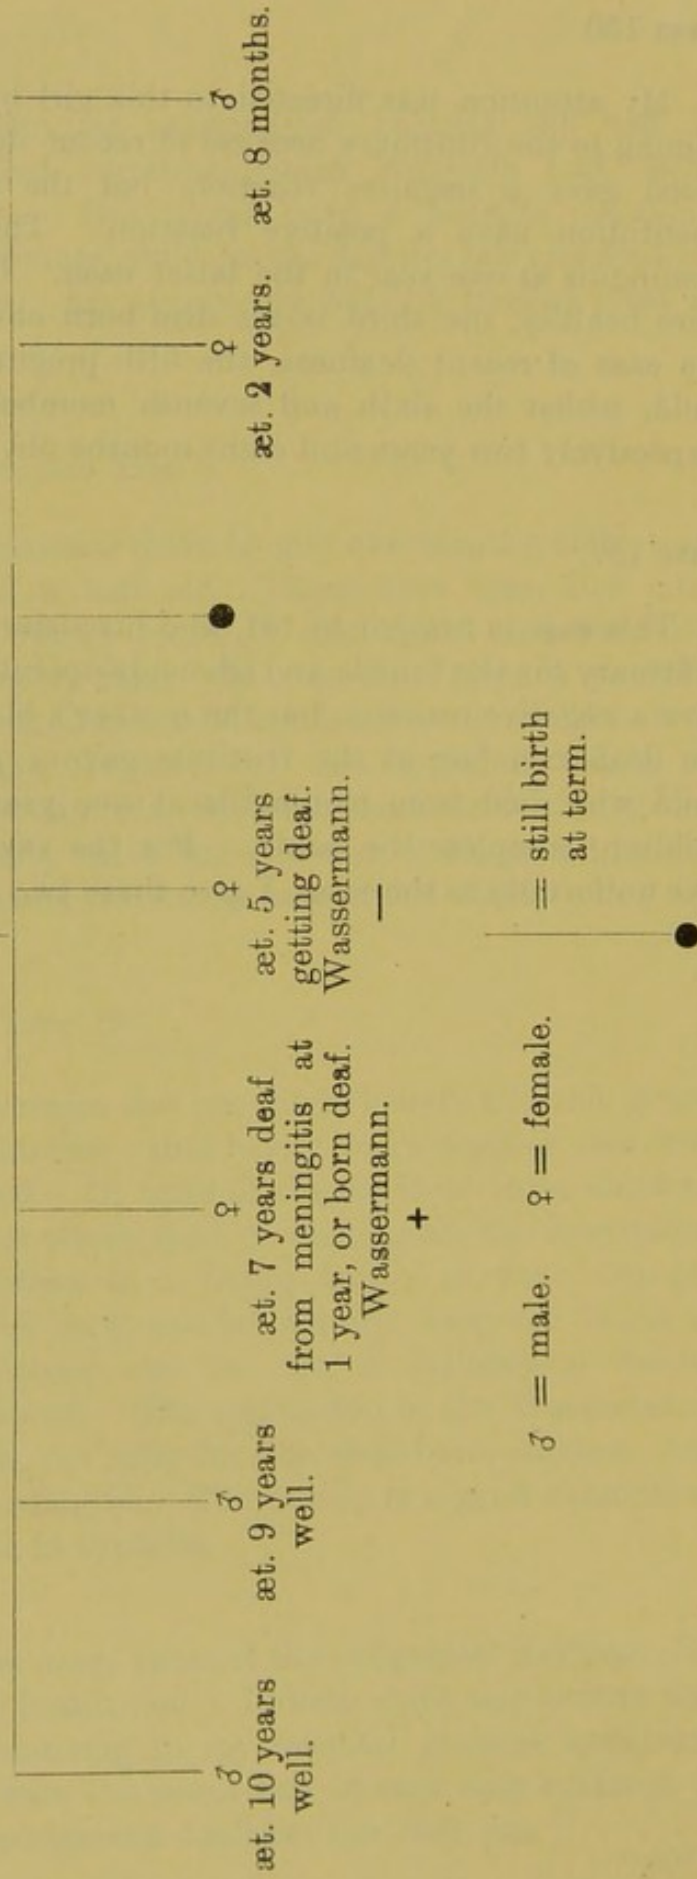 ♂
æt. 10 years
well.
♂
æt. 9 years
well.
♀
æt. 7 years deaf
from meningitis at
1 year, or born deaf.
Wassermann.
+
♀
æt. 5 years
getting deaf.
Wassermann.
—
♀
æt. 2 years.
♂
æt. 8 months.
♂ = male. ♀ = female. = still birth
at term.